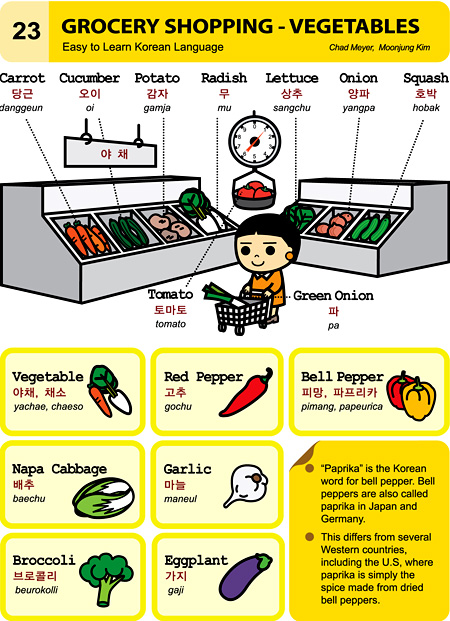 23
GROCERY SHOPPING - VEGETABLES
Easy to Learn Korean Language
Chad Meyer, Moonjung Kim
Carrot
당근
danggeun
Cucumber
오이
oi
Potato
감자
gamja
Radish
무
mu
Lettuce
상추
sangchu
Onion
양파
yangpa
Squash
호박
hobak
야 채
Tomato
토마토
tomato
Green Onion
파
pa
Vegetable
야채, 채소
yachae, chaeso
Red Pepper
고추
gochu
Bell Pepper
피망, 파프리카
pimang, papeurica
Napa Cabbage
배추
baechu
Garlic
마늘
maneul
Broccoli
브로콜리
beurokolli
Eggplant
가지
gaji
"Paprika" is the Korean
word for bell pepper. Bell
peppers are also called
paprika in Japan and
Germany.
This differs from several
Western countries,
including the U.S, where
paprika is simply the
spice made from dried
bell peppers.